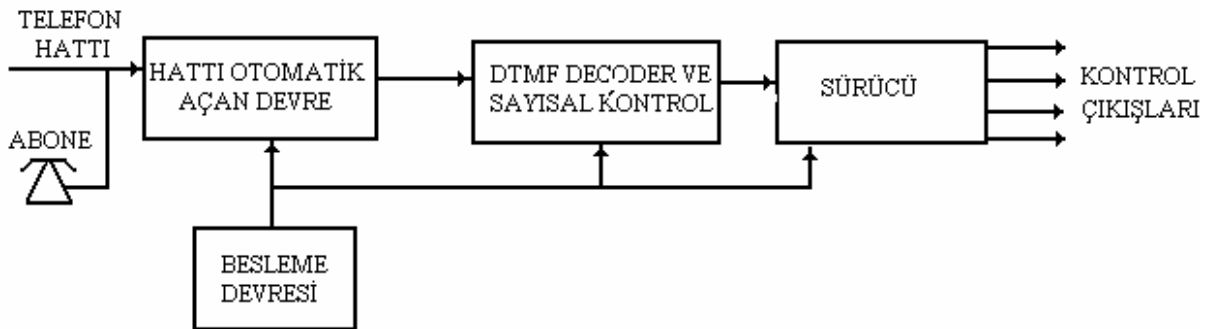 TELEFON
HATTI
ABONE
HATTI OTOMATİK
AÇAN DEVRE
DTMF DECODER VE
SAYISAL KONTROL
SÜRÜCÜ
KONTROL
ÇIKIŞLARI
BESLEME
DEVRESİ